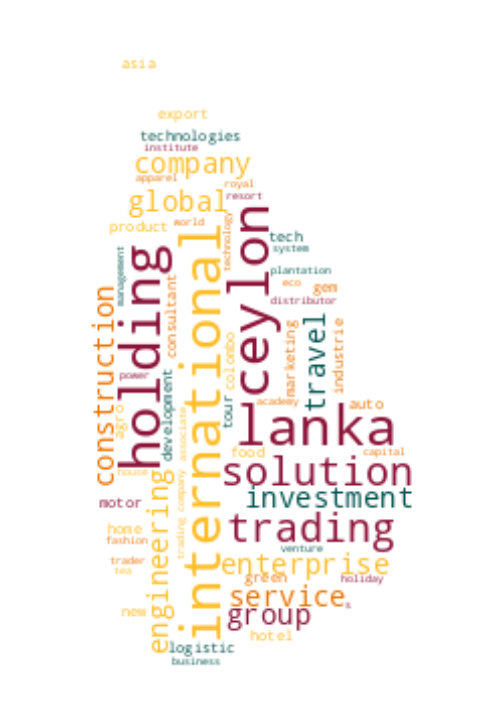 asia
export
technologies
institute
company
apparel
royal
resort
global
world
product
technology
ceylon
international
holding
management
tech
system
plantation
eco
gem
distributor
consultant
construction
travel
marketing
industrie
colombo
power
development
tour
academy
auto
agro
associate
lanka
food
capital
house
solution
trading company
engineering
investment
motor
trading
home
fashion
venture
trader
tea
enterprise
green
holiday
service
s
new
group
hotel
logistic
business